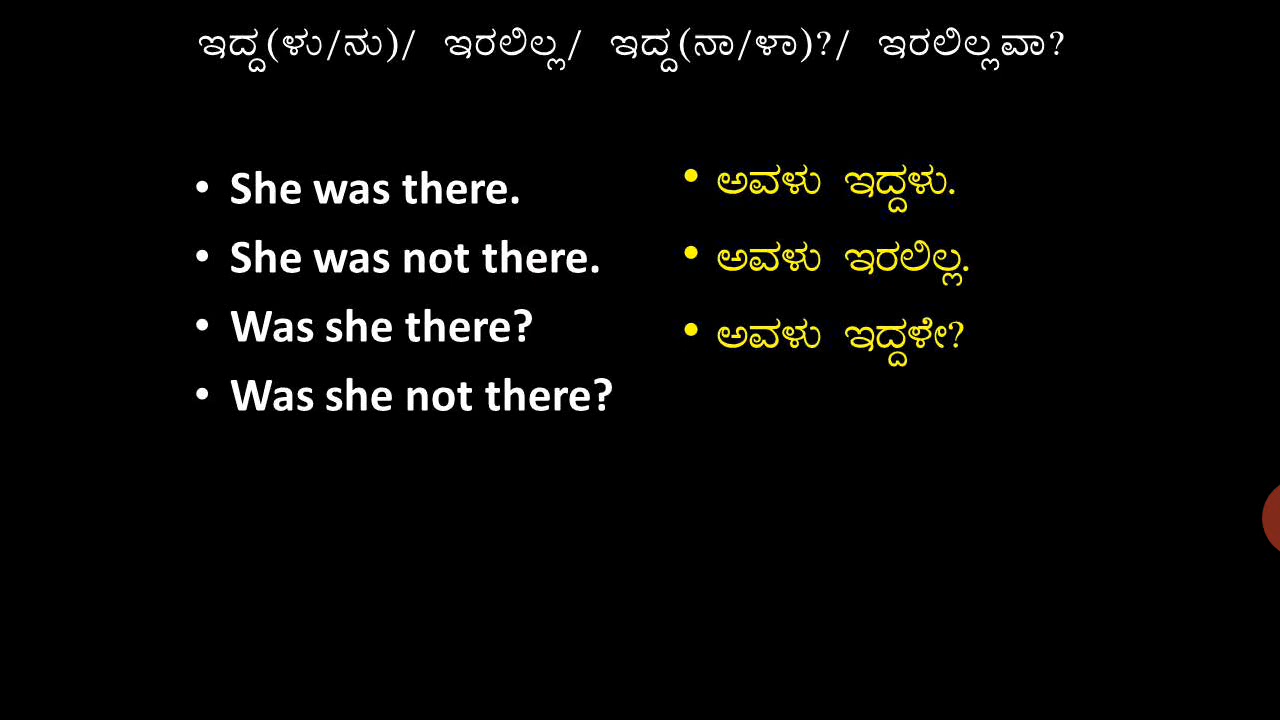 ಇದ್ದ(ಳು/ನು)/ ಇರಲಿಲ್ಲ/ ಇದ್ದ(ನಾ/ಳಾ)?/ ಇರಲಿಲ್ಲವಾ?
• She was there.
• She was not there.
• Was she there?
• Was she not there?
• ಅವಳು ಇದ್ದಳು.
• ಅವಳು ಇರಲಿಲ್ಲ.
• ಅವಳು ಇದ್ದಳೇ?